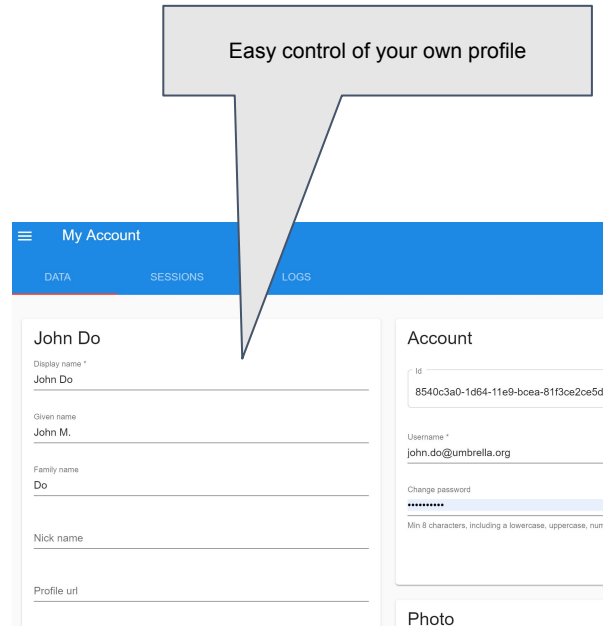 Easy control of your own profile
My Account
DATA SESSIONS LOGS
John Do
Display name *
John Do
Given name
John M.
Family name
Do
Nick name
Profile url
Account
Id
8540c3a0-1d64-11e9-bcea-81f3ce2ce5d
Username *
john.do@umbrella.org
Change password
••••••••••
Min 8 characters, including a lowercase, uppercase, num
Photo